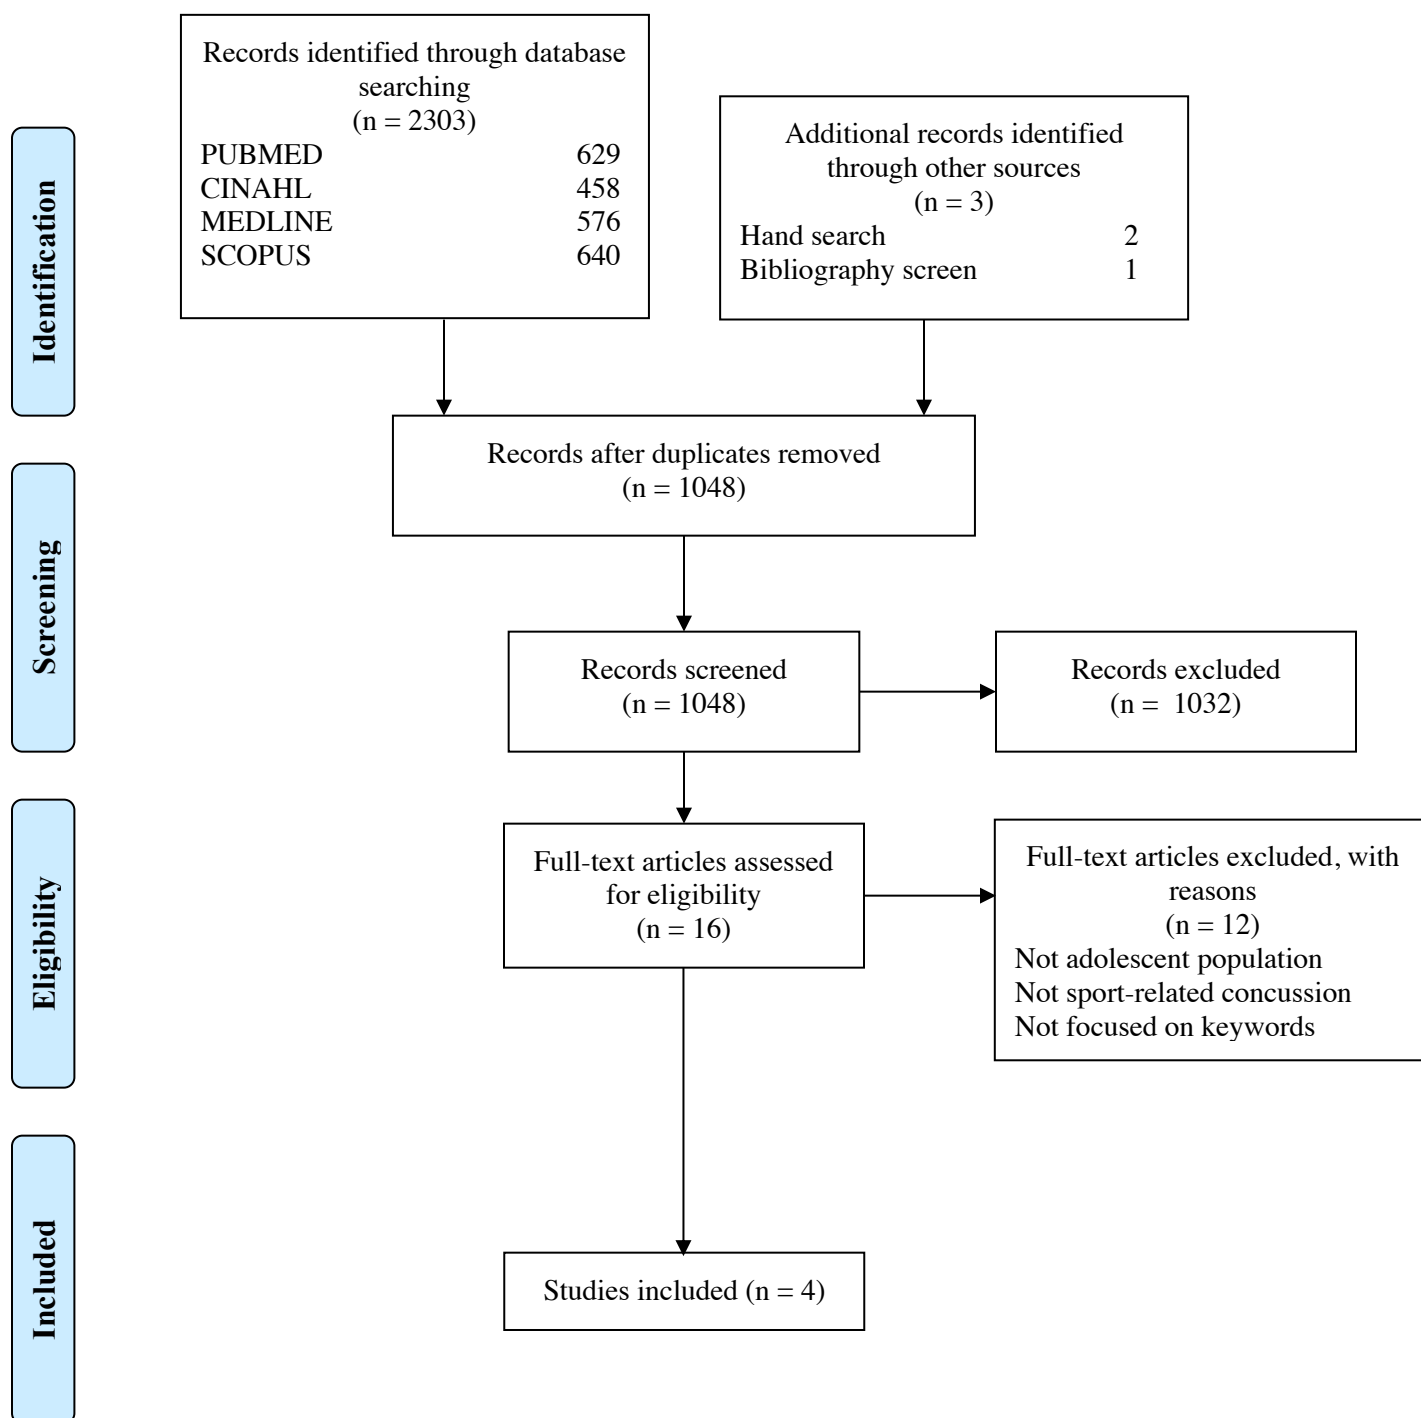 Records identified through database
searching
(n = 2303)
PUBMED 629
CINAHL 458
MEDLINE 576
SCOPUS 640
Additional records identified
through other sources
(n = 3)
Hand search 2
Bibliography screen 1
Identification
Records after duplicates removed
(n = 1048)
Screening
Records screened
(n = 1048)
Records excluded
(n = 1032)
Eligibility
Full-text articles assessed
for eligibility
(n = 16)
Full-text articles excluded, with
reasons
(n = 12)
Not adolescent population
Not sport-related concussion
Not focused on keywords
Included
Studies included (n = 4)